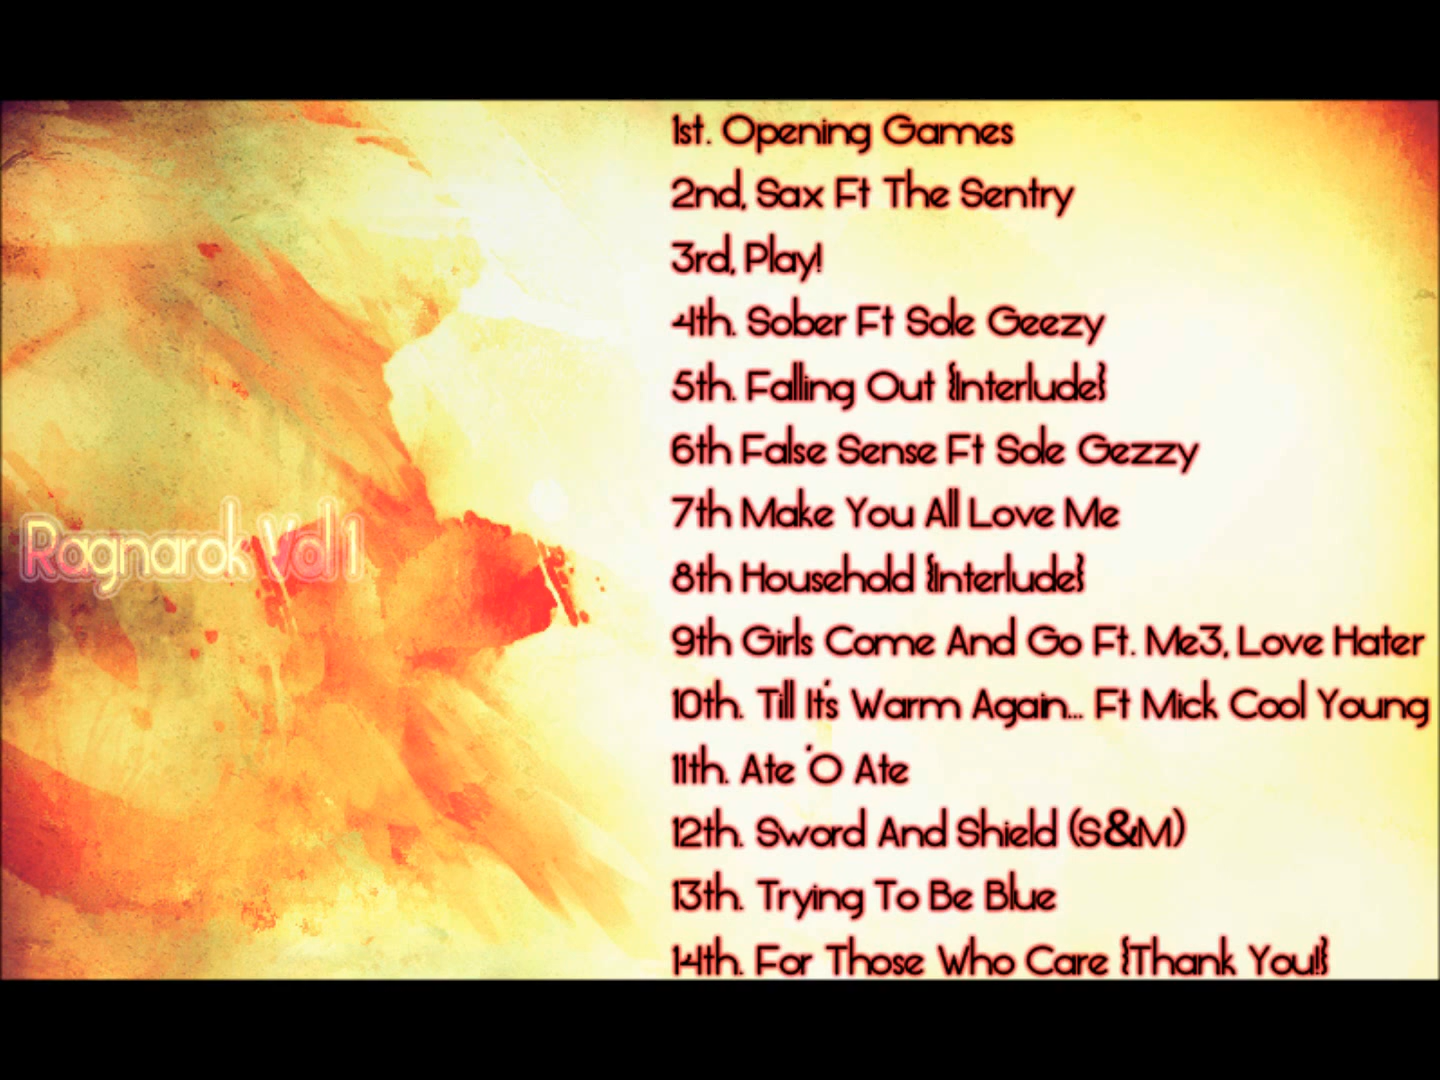 Ragnarok Vol 1
1st. Opening Games
2nd, Sax Ft The Sentry
3rd, Play!
4th. Sober Ft Sole Geezy
5th. Falling Out {Interlude}
6th False Sense Ft Sole Gezzy
7th Make You All Love Me
8th Household {Interlude}
9th Girls Come And Go Ft. Me3, Love Hater
10th. Till It's Warm Again... Ft Mick Cool Young
11th. Ate 'O Ate
12th. Sword And Shield (S&M)
13th. Trying To Be Blue
14th. For Those Who Care {Thank You!!}